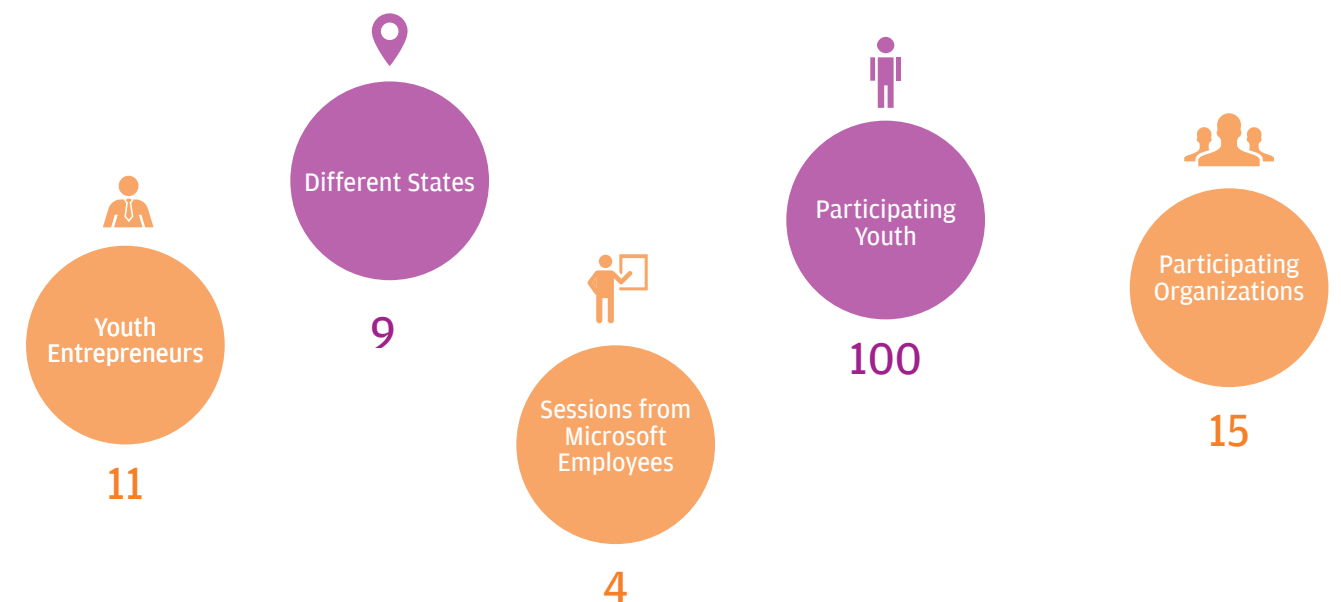 Youth
Entrepreneurs
11
Different States
9
Sessions from
Microsoft
Employees
4
Participating
Youth
100
Participating
Organizations
15